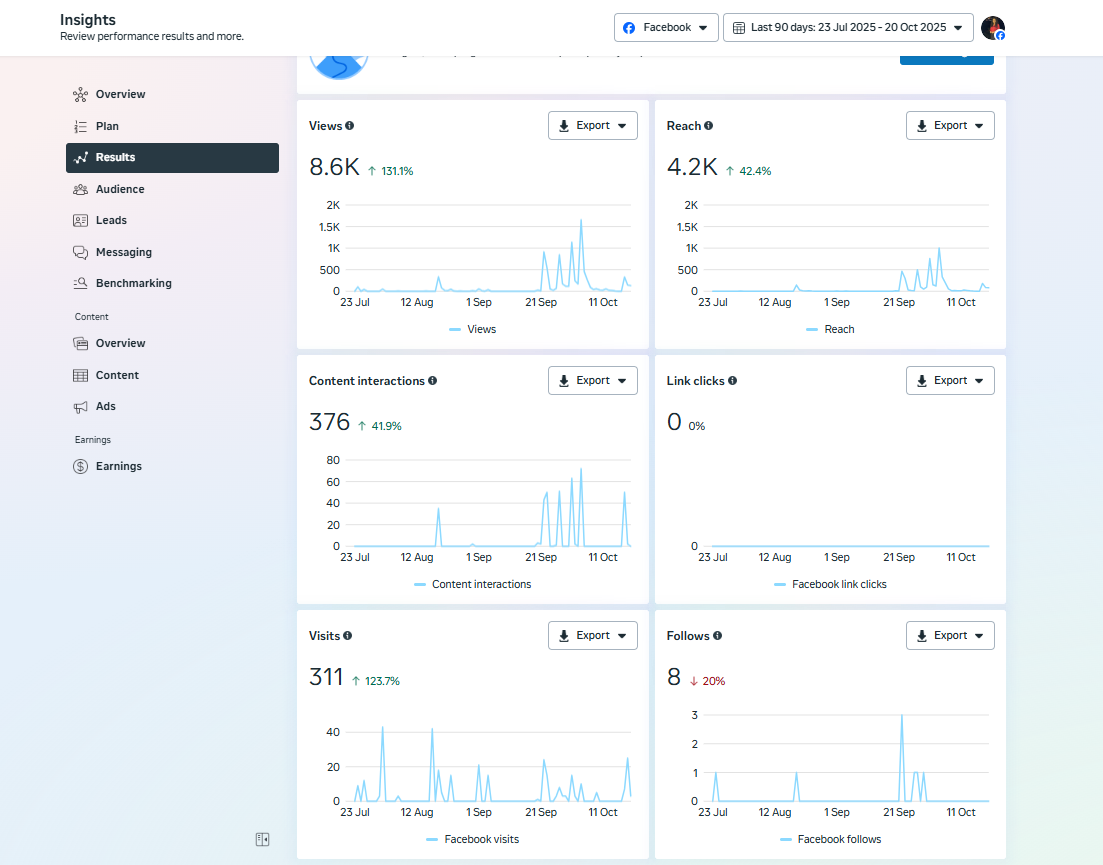 Insights
Review performance results and more.
Facebook
Last 90 days: 23 Jul 2025 - 20 Oct 2025
Overview
Plan
Results
Audience
Leads
Messaging
Benchmarking
Content
Overview
Content
Ads
Earnings
Earnings
Views
Export
8.6K
131.1%
2K
1.5K
1K
500
0
23 Jul 12 Aug 1 Sep 21 Sep 11 Oct
Views
Reach
Export
4.2K
42.4%
2K
1.5K
1K
500
0
23 Jul 12 Aug 1 Sep 21 Sep 11 Oct
Reach
Content interactions
Export
376
41.9%
80
60
40
20
0
23 Jul 12 Aug 1 Sep 21 Sep 11 Oct
Content interactions
Link clicks
Export
0 0%
0
23 Jul 12 Aug 1 Sep 21 Sep 11 Oct
Facebook link clicks
Visits
Export
311
123.7%
40
20
0
23 Jul 12 Aug 1 Sep 21 Sep 11 Oct
Facebook visits
Follows
Export
8
20%
3
2
1
0
23 Jul 12 Aug 1 Sep 21 Sep 11 Oct
Facebook follows